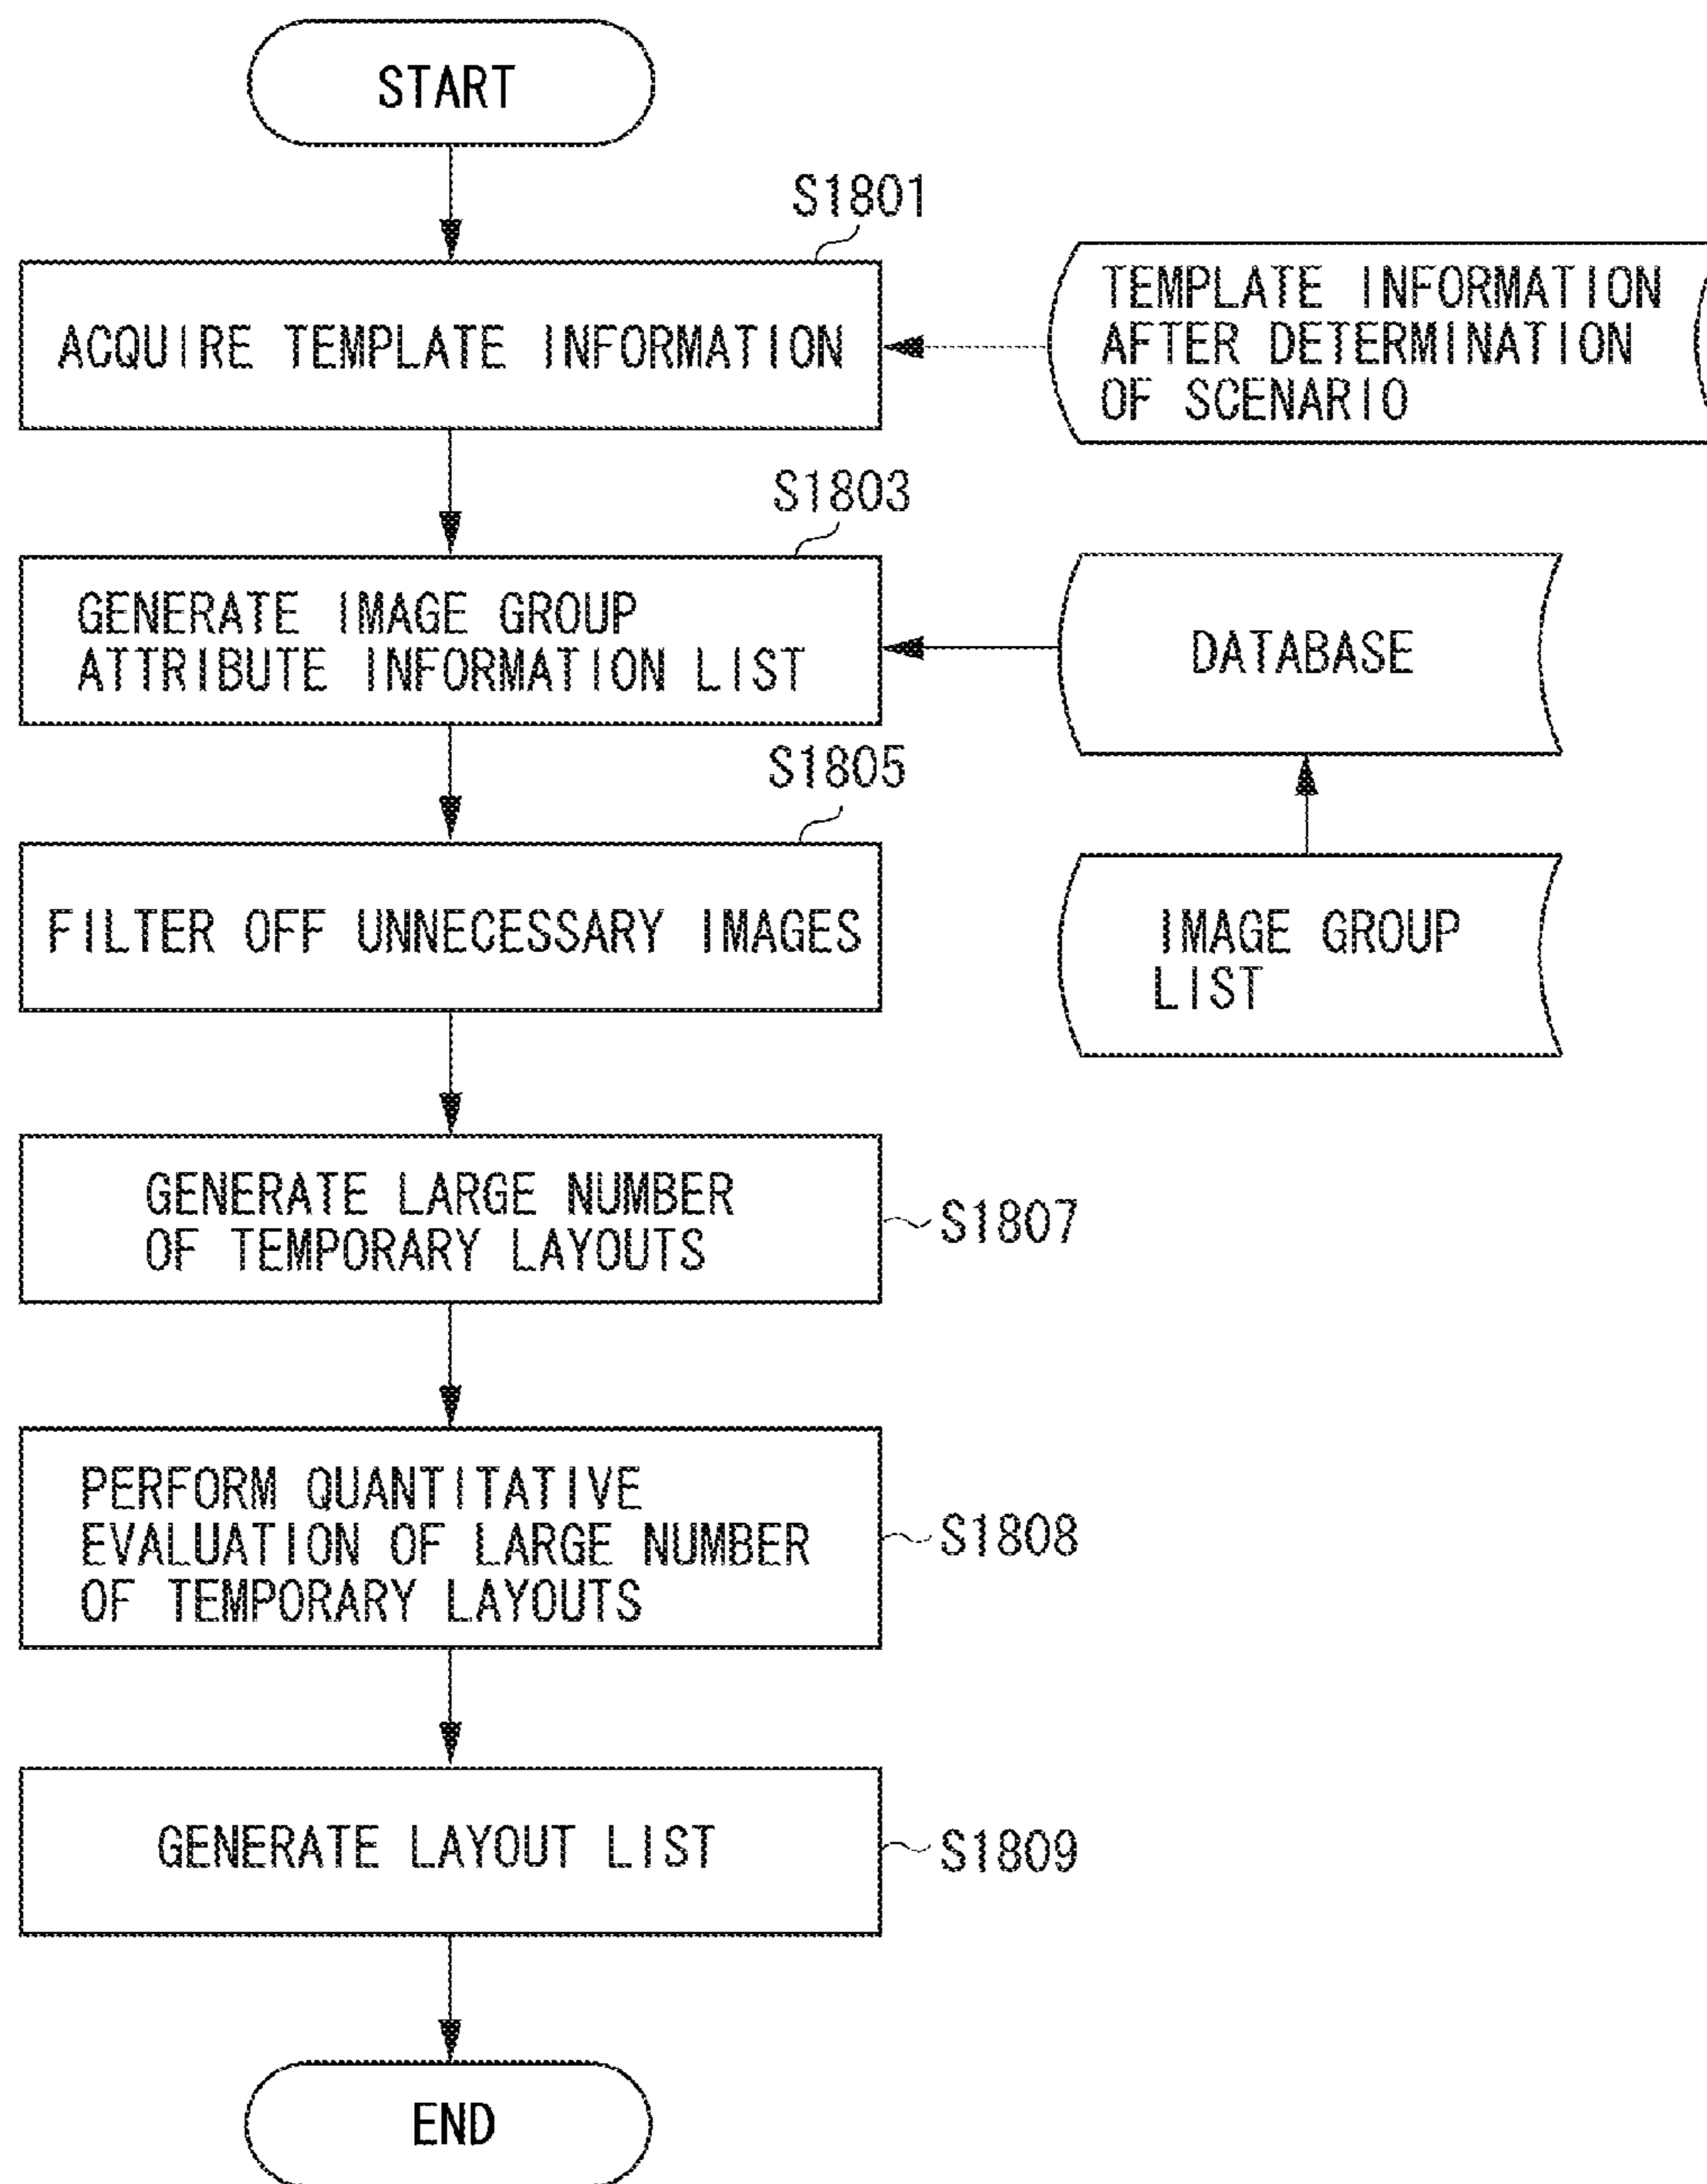 START
S1801
ACQUIRE TEMPLATE INFORMATION
TEMPLATE INFORMATION
AFTER DETERMINATION
OF SCENARIO
S1803
GENERATE IMAGE GROUP
ATTRIBUTE INFORMATION LIST
DATABASE
S1805
FILTER OFF UNNECESSARY IMAGES
IMAGE GROUP
LIST
GENERATE LARGE NUMBER
OF TEMPORARY LAYOUTS
S1807
PERFORM QUANTITATIVE
EVALUATION OF LARGE NUMBER
OF TEMPORARY LAYOUTS
S1808
GENERATE LAYOUT LIST
S1809
END